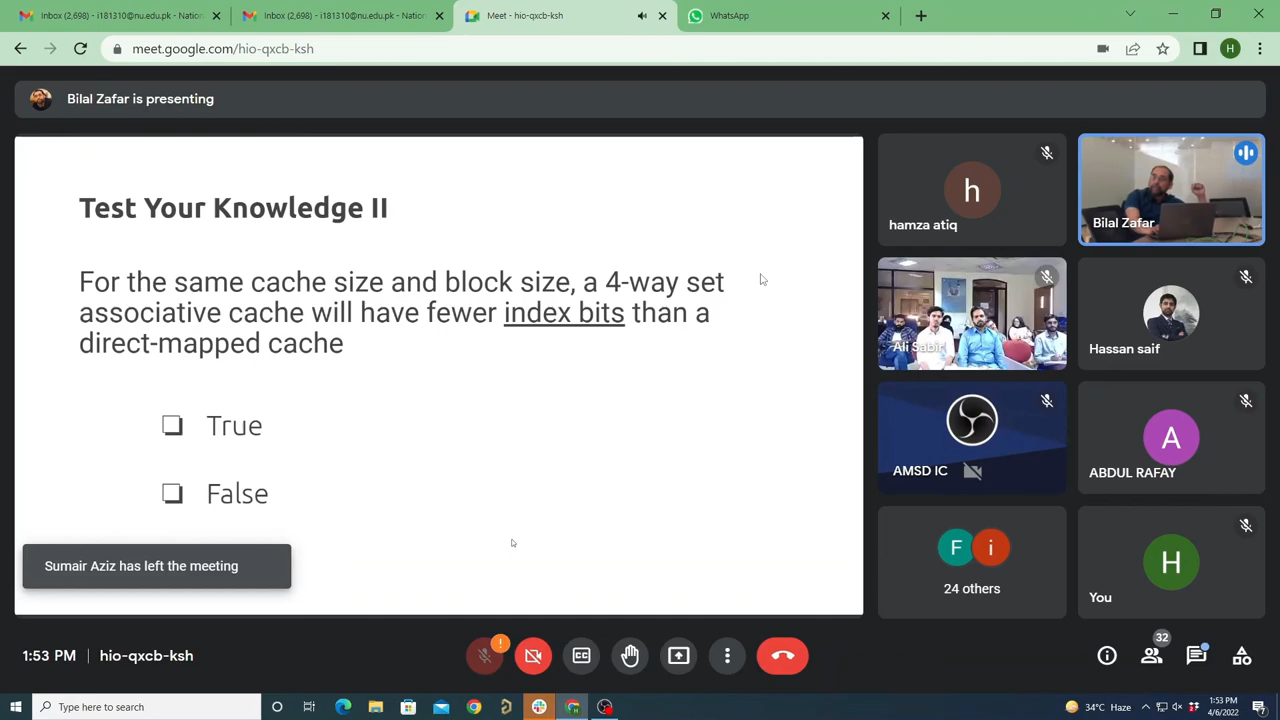 Inbox (2,698) - i181310@nu.edu.pk - Nation
Inbox (2,698) - i181310@nu.edu.pk - Nation
Meet - hio-qxcb-ksh
WhatsApp
meet.google.com/hio-qxcb-ksh
H
Bilal Zafar is presenting
Test Your Knowledge II
For the same cache size and block size, a 4-way set
associative cache will have fewer index bits than a
direct-mapped cache
True
False
Sumair Aziz has left the meeting
h
hamza atiq
Bilal Zafar
Ali Sabir
Hassan saif
AMSD IC
A
ABDUL RAFAY
F i
24 others
H
You
1:53 PM | hio-qxcb-ksh
CC
32
Type here to search
34°C Haze
1:53 PM
4/6/2022
7